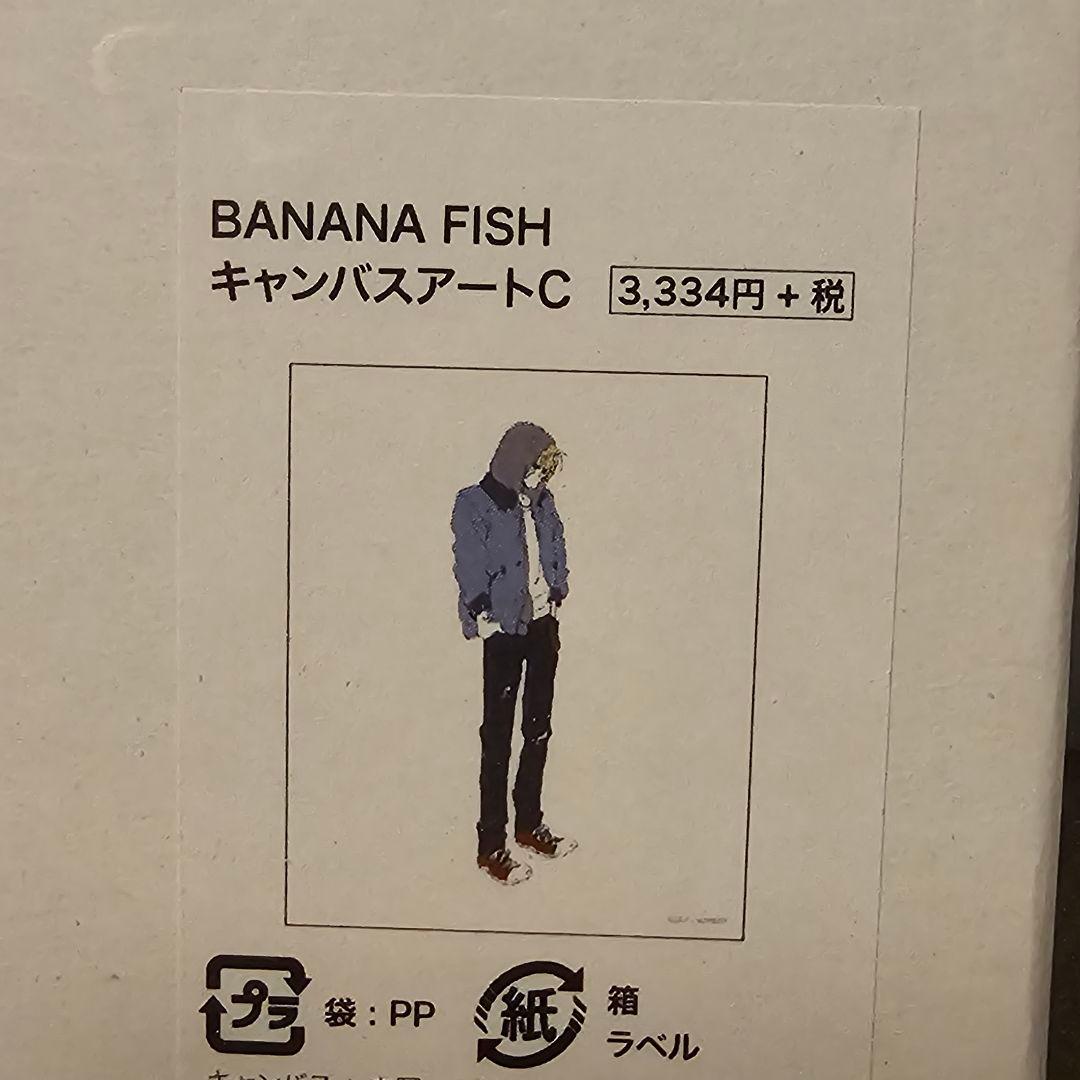 BANANA FISH
キャンバスアートC
3,334円 + 税
プラ
袋 : PP
紙
箱
ラベル